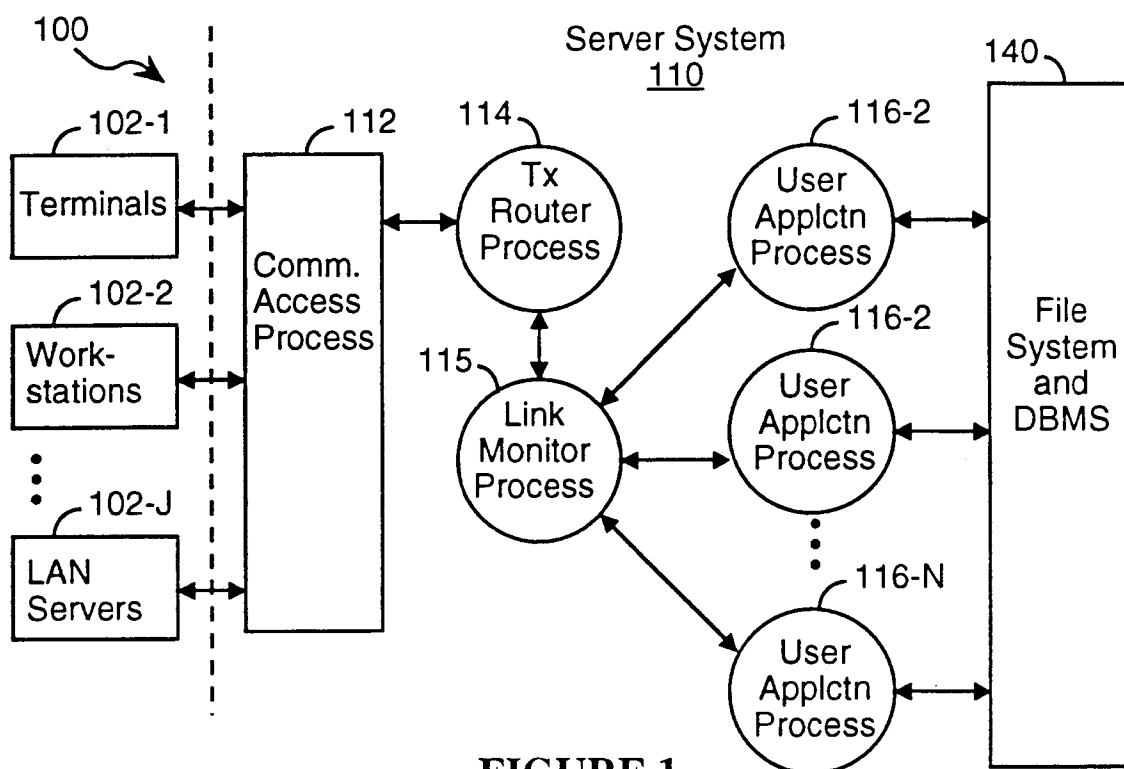 100
Server System
110
140
102-1
Terminals
112
Comm.
Access
Process
114
Tx
Router
Process
116-2
User
Applctn
Process
102-2
Work-
stations
115
Link
Monitor
Process
116-2
User
Applctn
Process
File
System
and
DBMS
102-J
LAN
Servers
116-N
User
Applctn
Process
FIGURE 1